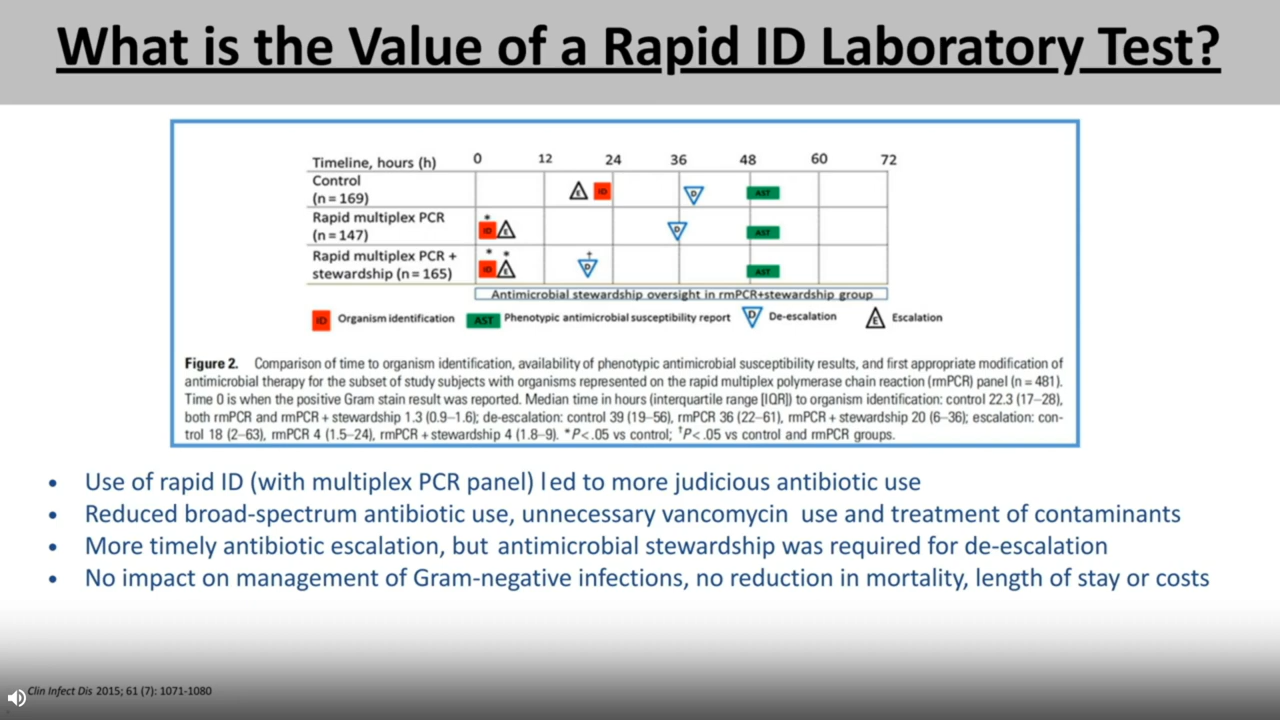 What is the Value of a Rapid ID Laboratory Test?
Timeline, hours (h) 0 12 24 36 48 60 72
Control
(n = 169)
E ID D AST
Rapid multiplex PCR
(n = 147)
* ID E D AST
Rapid multiplex PCR +
stewardship (n = 165)
* * † ID E D AST
Antimicrobial stewardship oversight in rmPCR+stewardship group
ID Organism identification AST Phenotypic antimicrobial susceptibility report D De-escalation E Escalation
Figure 2. Comparison of time to organism identification, availability of phenotypic antimicrobial susceptibility results, and first appropriate modification of
antimicrobial therapy for the subset of study subjects with organisms represented on the rapid multiplex polymerase chain reaction (rmPCR) panel (n = 481).
Time 0 is when the positive Gram stain result was reported. Median time in hours (interquartile range [IQR]) to organism identification: control 22.3 (17–28),
both rmPCR and rmPCR + stewardship 1.3 (0.9–1.6); de-escalation: control 39 (19–56), rmPCR 36 (22–61), rmPCR + stewardship 20 (6–36); escalation: con-
trol 18 (2–63), rmPCR 4 (1.5–24), rmPCR + stewardship 4 (1.8–9). *P < .05 vs control; †P < .05 vs control and rmPCR groups.
• Use of rapid ID (with multiplex PCR panel) led to more judicious antibiotic use
• Reduced broad-spectrum antibiotic use, unnecessary vancomycin use and treatment of contaminants
• More timely antibiotic escalation, but antimicrobial stewardship was required for de-escalation
• No impact on management of Gram-negative infections, no reduction in mortality, length of stay or costs
Clin Infect Dis 2015; 61 (7): 1071-1080